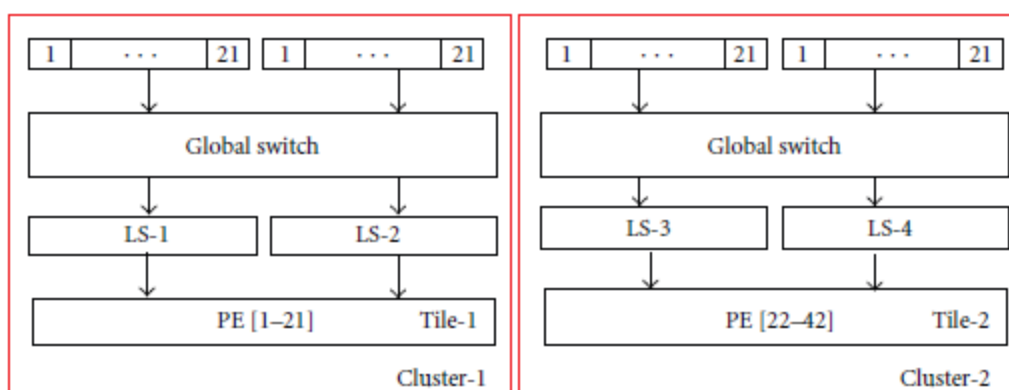 1 ... 21 1 ... 21 1 ... 21 1 ... 21
Global switch Global switch
LS-1 LS-2 LS-3 LS-4
PE [1–21] Tile-1 PE [22–42] Tile-2
Cluster-1 Cluster-2